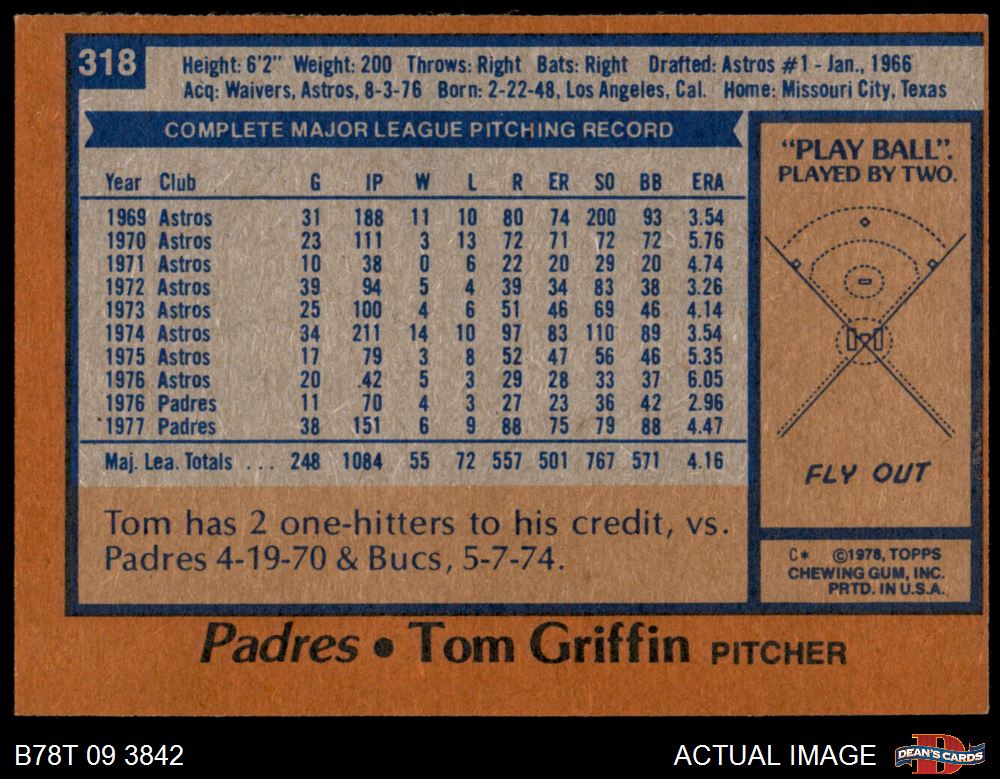 318
Height: 6'2" Weight: 200 Throws: Right Bats: Right Drafted: Astros #1 - Jan., 1966
Acq: Waivers, Astros, 8-3-76 Born: 2-22-48, Los Angeles, Cal. Home: Missouri City, Texas
COMPLETE MAJOR LEAGUE PITCHING RECORD
Year Club G IP W L R ER SO BB ERA
1969 Astros 31 188 11 10 80 74 200 93 3.54
1970 Astros 23 111 3 13 72 71 72 72 5.76
1971 Astros 10 38 0 6 22 20 29 20 4.74
1972 Astros 39 94 5 4 39 34 83 38 3.26
1973 Astros 25 100 4 6 51 46 69 46 4.14
1974 Astros 34 211 14 10 97 83 110 89 3.54
1975 Astros 17 79 3 8 52 47 56 46 5.35
1976 Astros 20 42 5 3 29 28 33 37 6.05
1976 Padres 11 70 4 3 27 23 36 42 2.96
1977 Padres 38 151 6 9 88 75 79 88 4.47
Maj. Lea. Totals ... 248 1084 55 72 557 501 767 571 4.16
Tom has 2 one-hitters to his credit, vs.
Padres 4-19-70 & Bucs, 5-7-74.
"PLAY BALL".
PLAYED BY TWO.
FLY OUT
C* ©1978, TOPPS
CHEWING GUM, INC.
PRTD. IN U.S.A.
Padres • Tom Griffin PITCHER
B78T 09 3842
ACTUAL IMAGE
DEAN'S CARDS